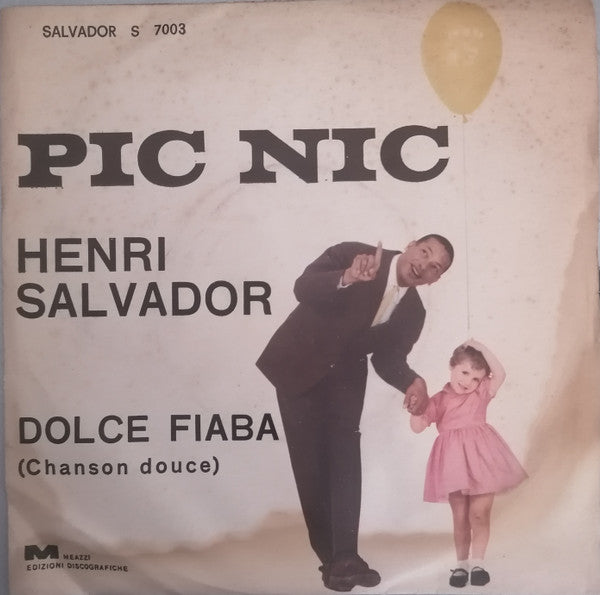 SALVADOR S 7003
PIC NIC
HENRI
SALVADOR
DOLCE FIABA
(Chanson douce)
M MEAZZI
EDIZIONI DISCOGRAFICHE